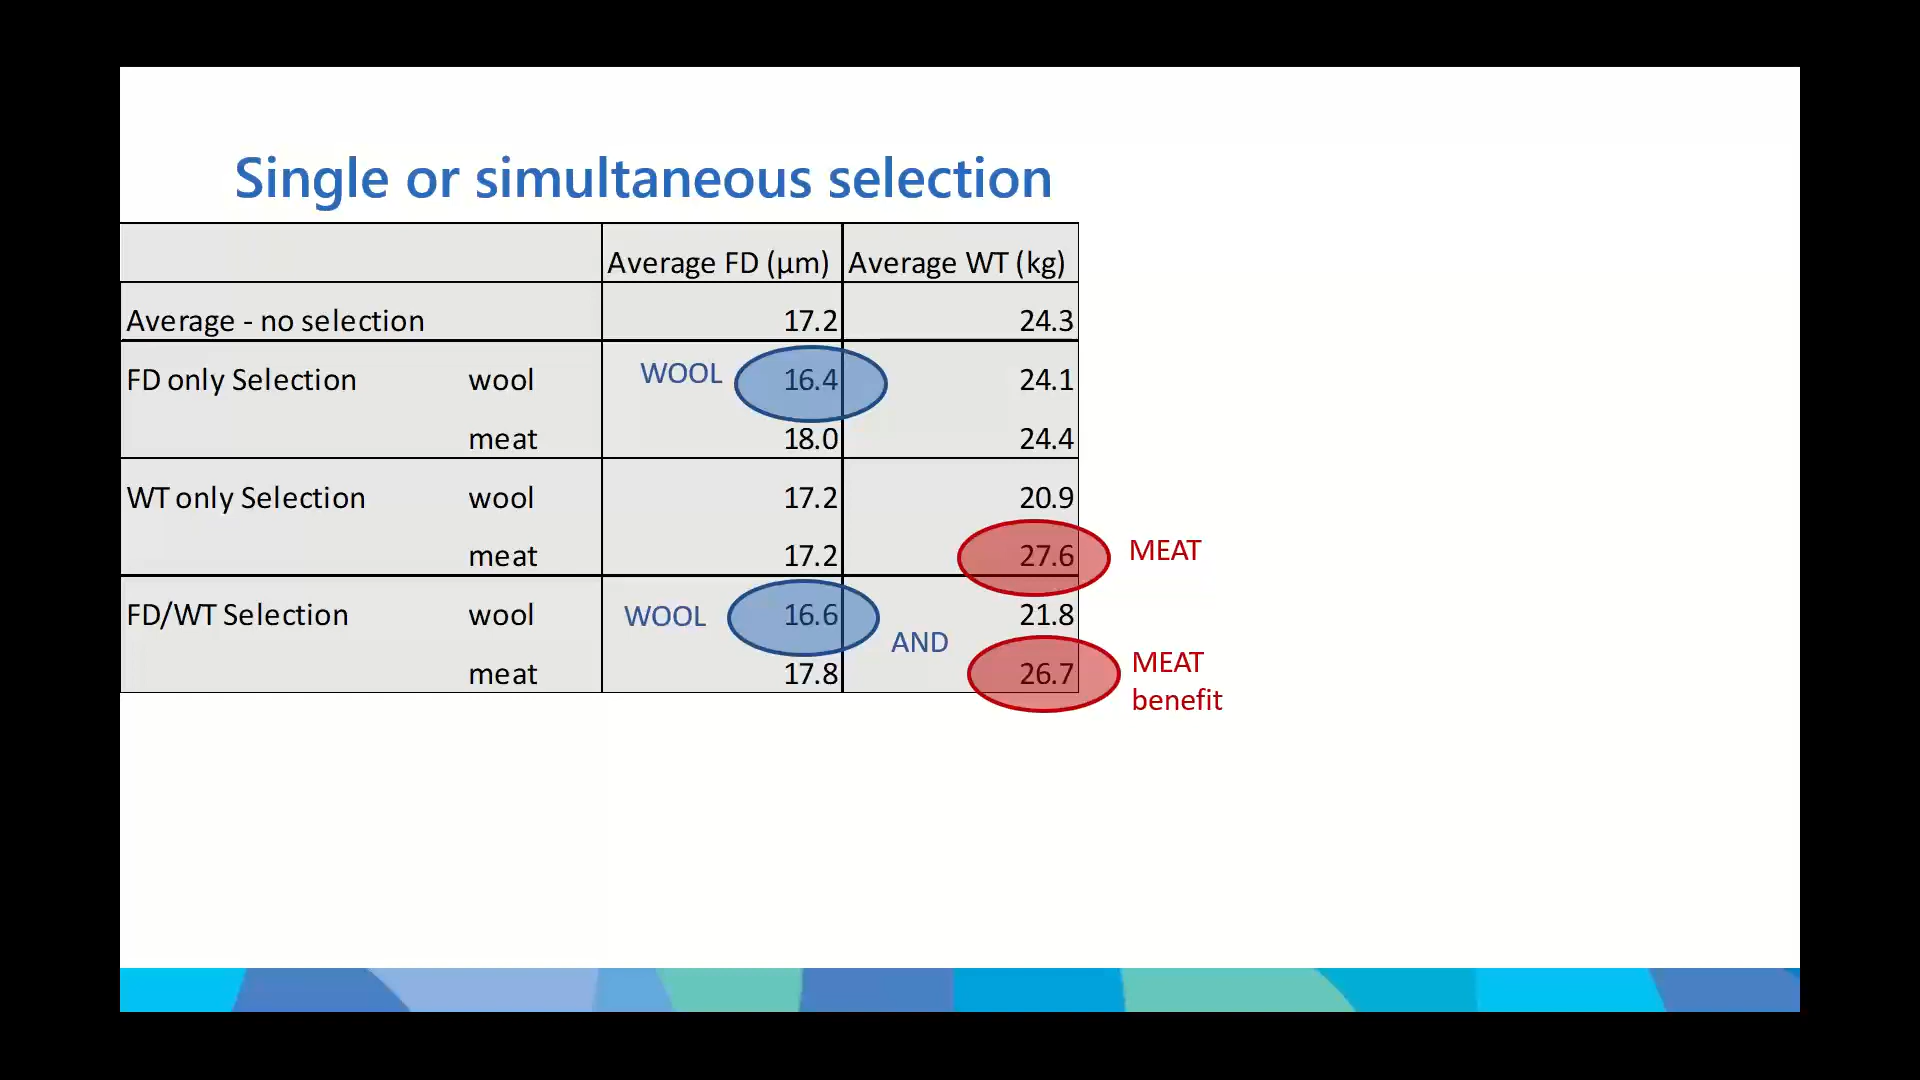 Single or simultaneous selection
Average FD (µm) Average WT (kg)
Average - no selection 17.2 24.3
FD only Selection wool WOOL 16.4 24.1
meat 18.0 24.4
WT only Selection wool 17.2 20.9
meat 17.2 27.6 MEAT
FD/WT Selection wool WOOL 16.6 21.8
AND
meat 17.8 26.7 MEAT
benefit